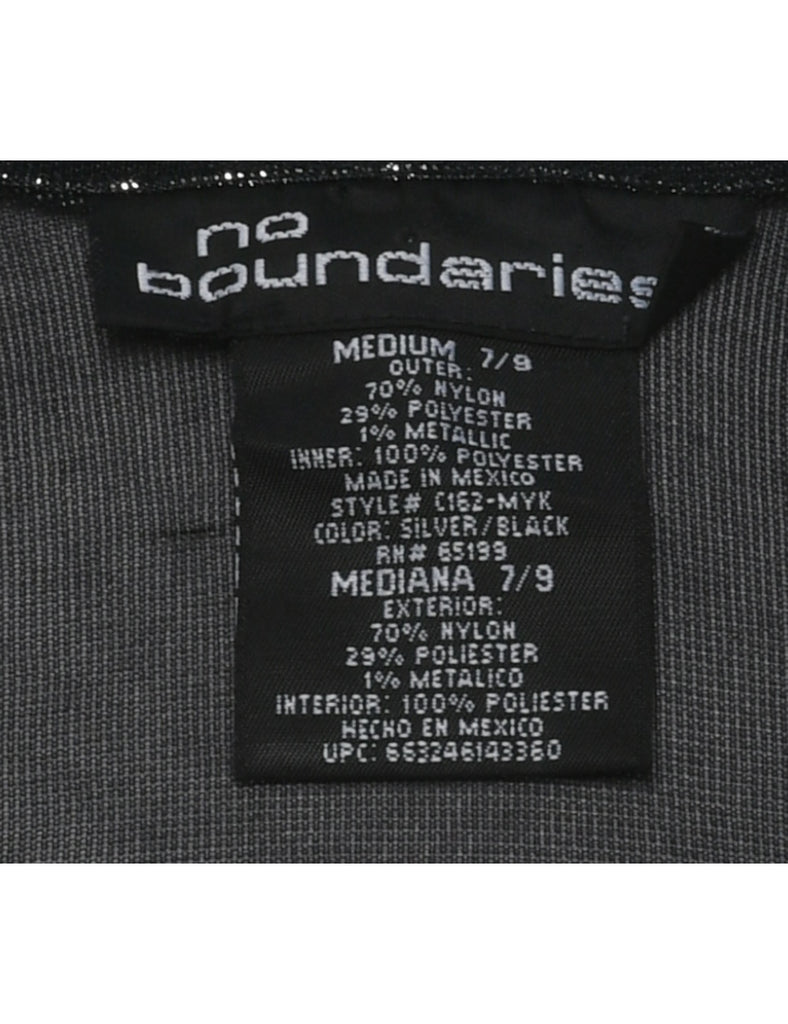 no
boundaries
MEDIUM 7/9
OUTER:
70% NYLON
29% POLYESTER
1% METALLIC
INNER: 100% POLYESTER
MADE IN MEXICO
STYLE# C162-MYK
COLOR: SILVER/BLACK
RN# 65199
MEDIANA 7/9
EXTERIOR:
70% NYLON
29% POLIESTER
1% METALICO
INTERIOR: 100% POLIESTER
HECHO EN MEXICO
UPC: 663246143360